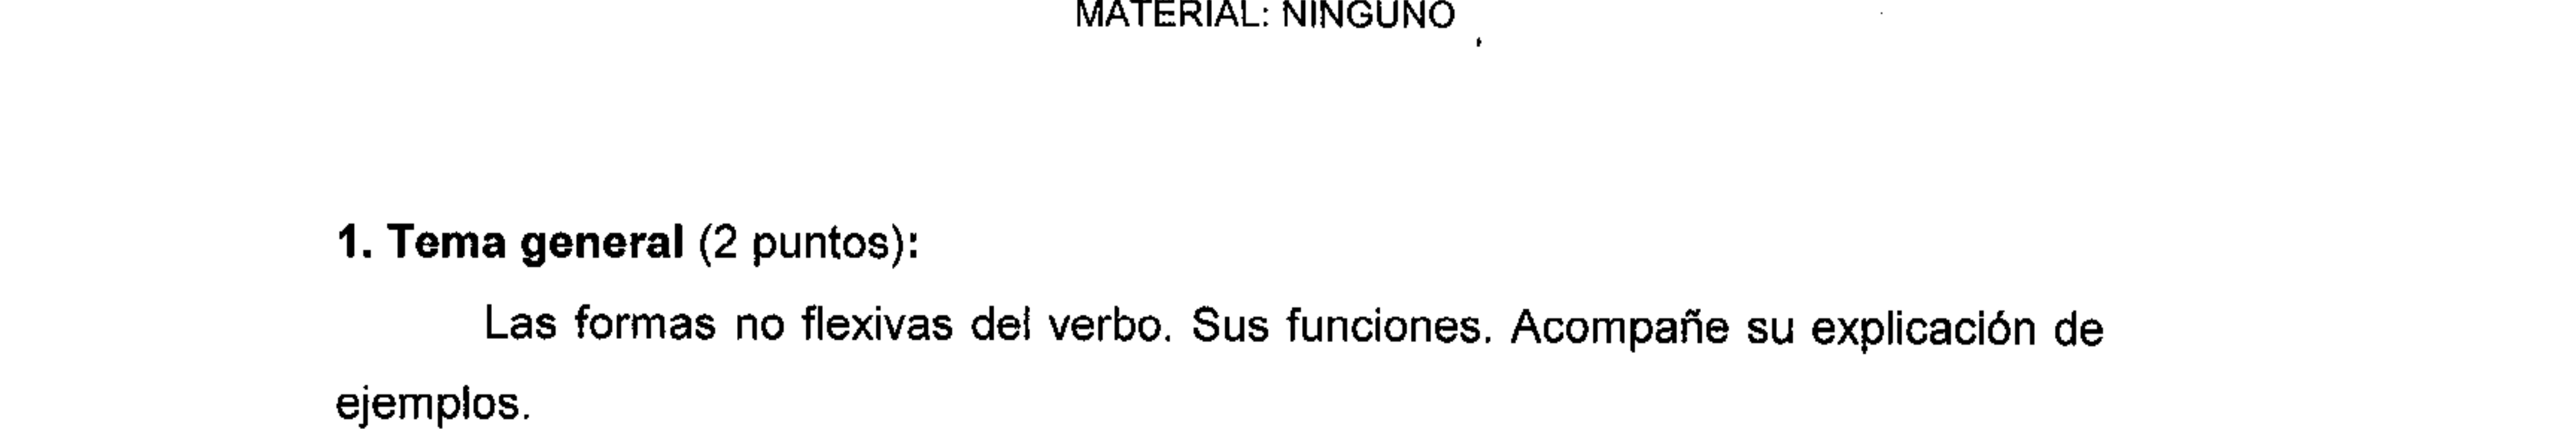 MATERIAL: NINGUNO
1. Tema general (2 puntos):
Las formas no flexivas del verbo. Sus funciones. Acompañe su explicación de
ejemplos.